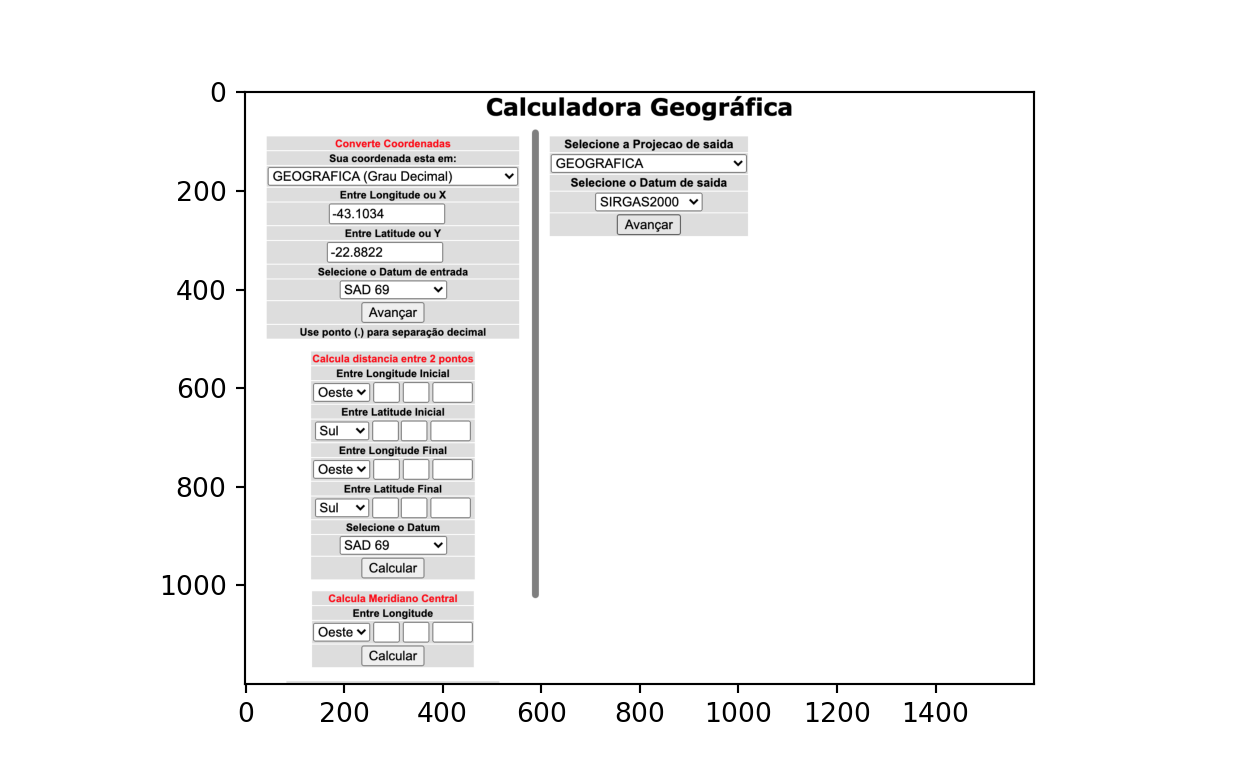 Calculadora Geográfica
Converte Coordenadas
Sua coordenada esta em:
GEOGRAFICA (Grau Decimal)
Entre Longitude ou X
-43.1034
Entre Latitude ou Y
-22.8822
Selecione o Datum de entrada
SAD 69
Avançar
Use ponto (.) para separação decimal
Calcula distancia entre 2 pontos
Entre Longitude Inicial
Oeste
Entre Latitude Inicial
Sul
Entre Longitude Final
Oeste
Entre Latitude Final
Sul
Selecione o Datum
SAD 69
Calcular
Calcula Meridiano Central
Entre Longitude
Oeste
Calcular
Selecione a Projecao de saida
GEOGRAFICA
Selecione o Datum de saida
SIRGAS2000
Avançar
0
200
400
600
800
1000
0 200 400 600 800 1000 1200 1400